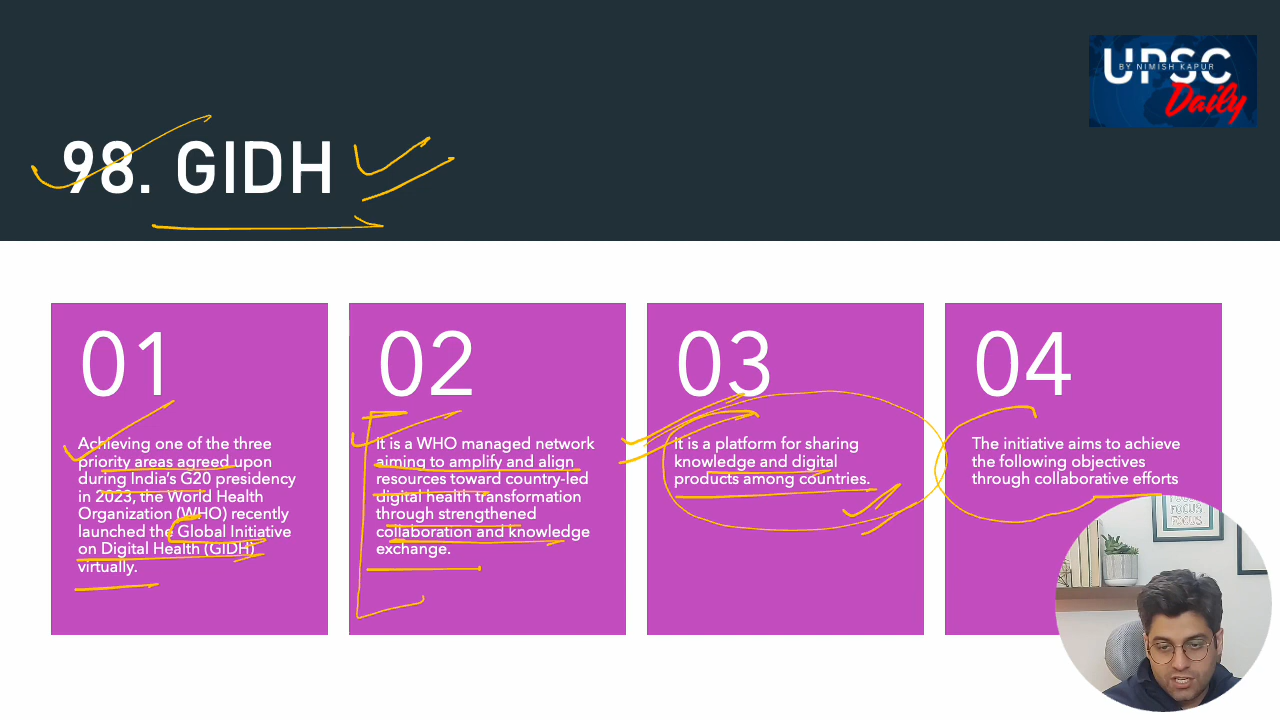 UPSC
BY NIMISH KAPUR
Daily
98. GIDH
01
Achieving one of the three
priority areas agreed upon
during India's G20 presidency
in 2023, the World Health
Organization (WHO) recently
launched the Global Initiative
on Digital Health (GIDH)
virtually.
02
It is a WHO managed network
aiming to amplify and align
resources toward country-led
digital health transformation
through strengthened
collaboration and knowledge
exchange.
03
It is a platform for sharing
knowledge and digital
products among countries.
04
The initiative aims to achieve
the following objectives
through collaborative efforts
FOCUS
FOCUS